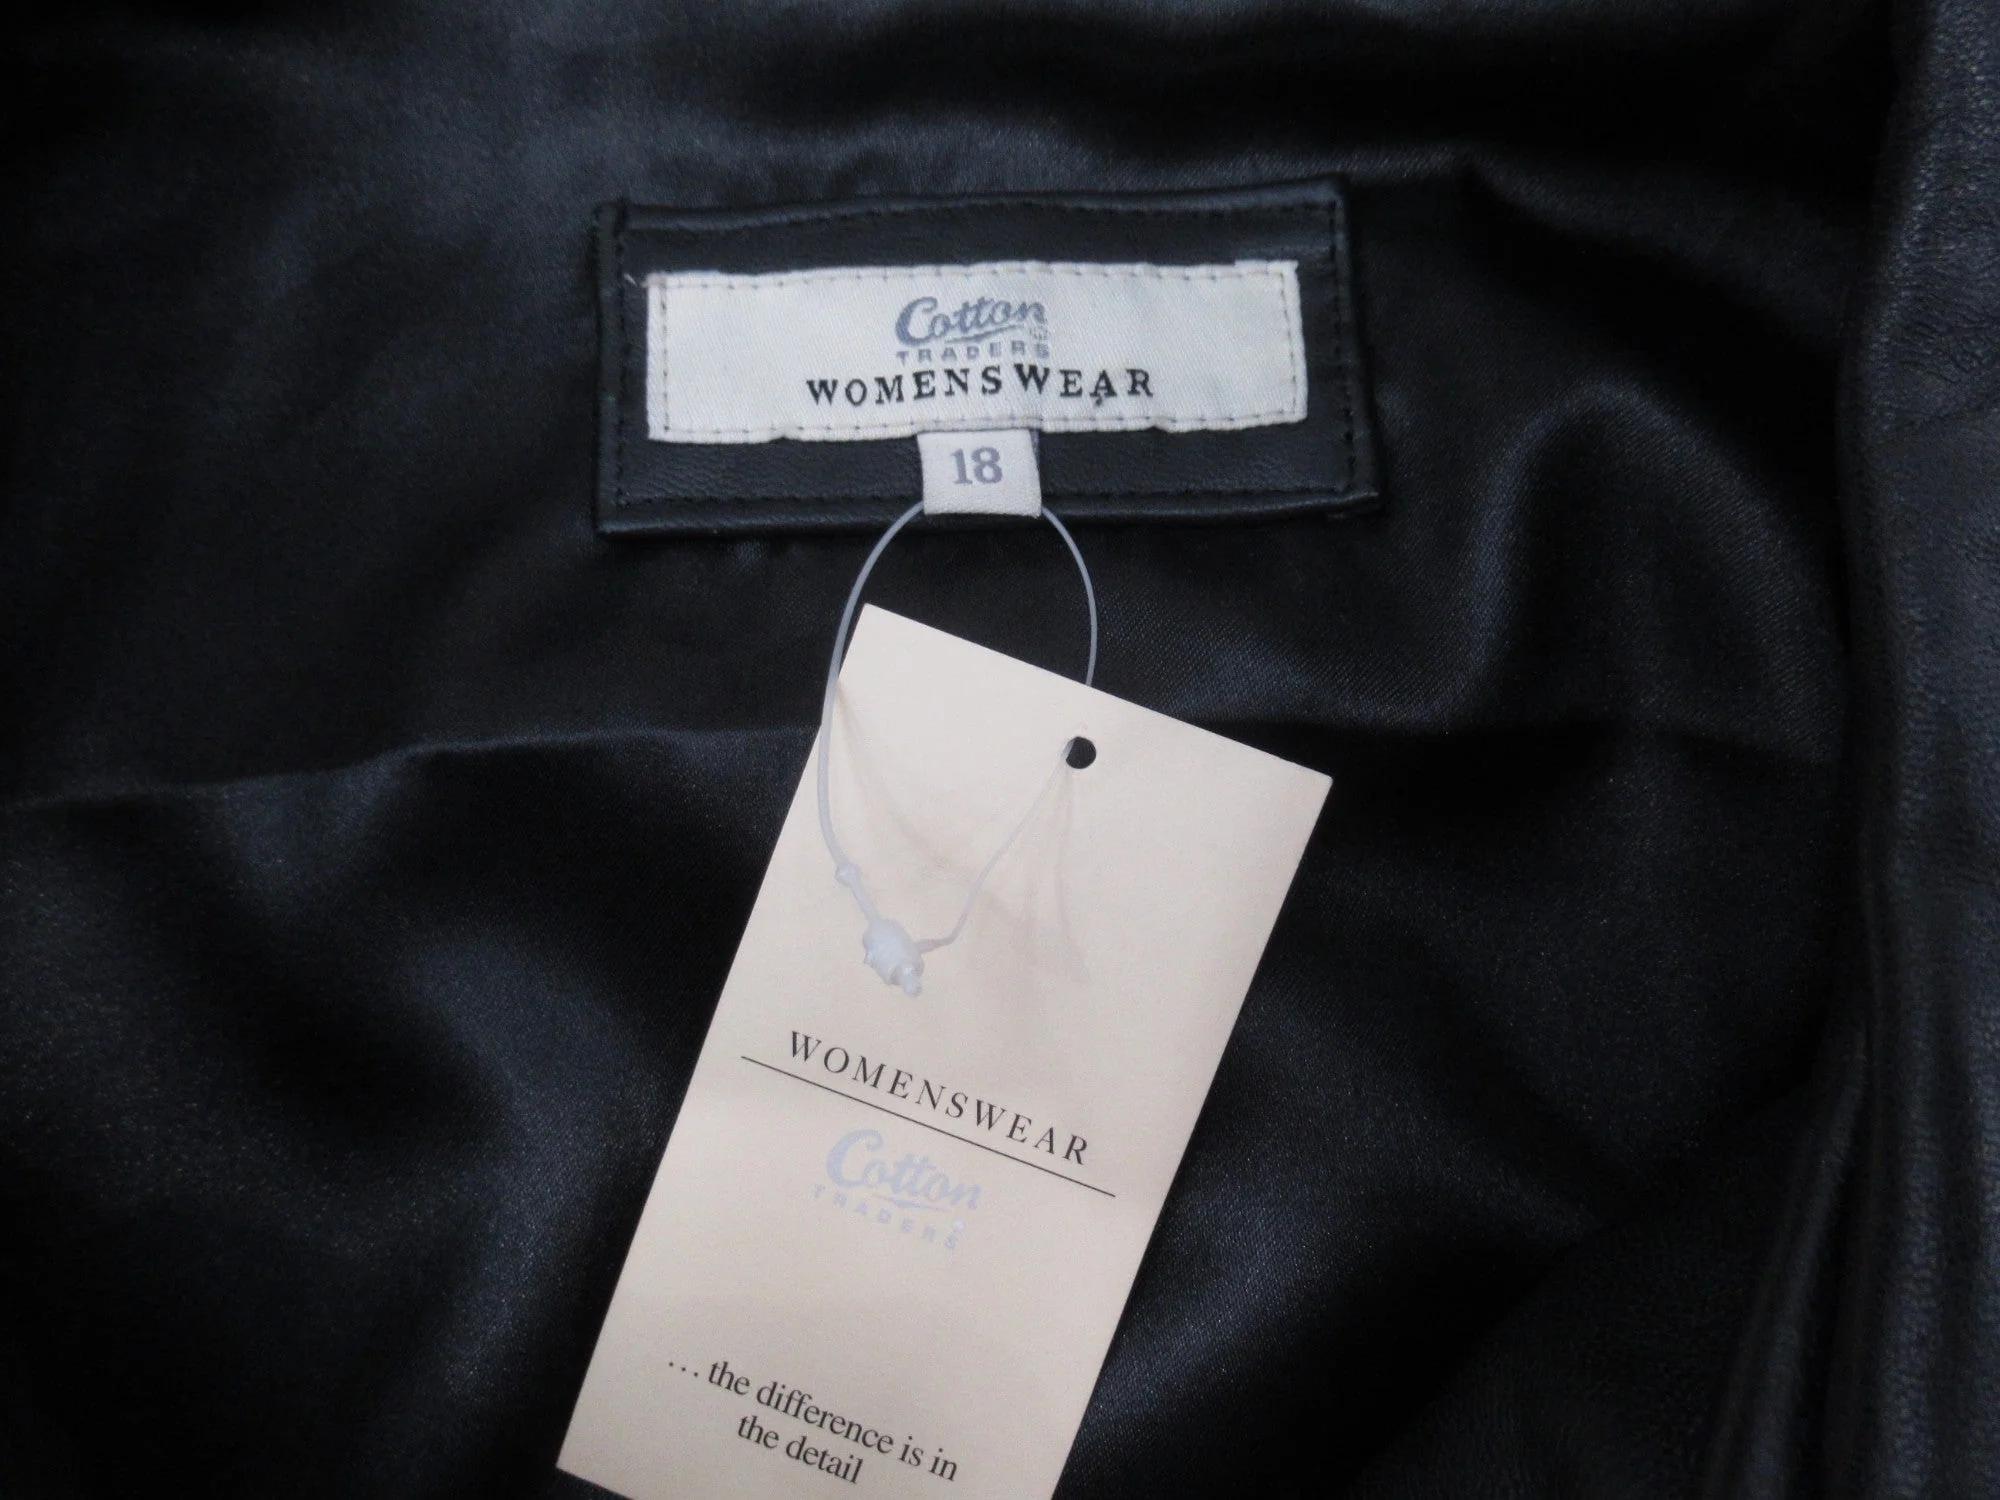 Cotton
TRADERS
WOMENSWEAR
18
WOMENSWEAR
Cotton
TRADERS
...the difference is in
the detail